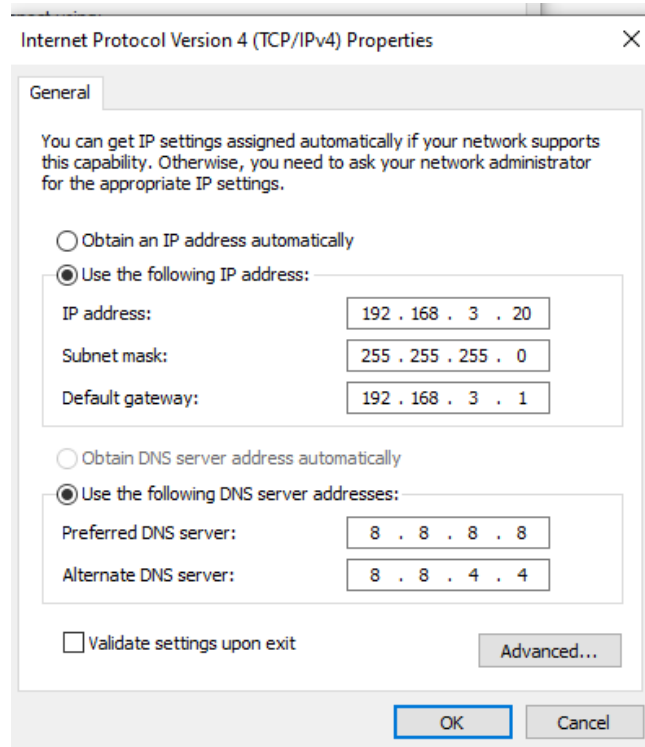 Internet Protocol Version 4 (TCP/IPv4) Properties
General
You can get IP settings assigned automatically if your network supports
this capability. Otherwise, you need to ask your network administrator
for the appropriate IP settings.
Obtain an IP address automatically
Use the following IP address:
IP address: 192 . 168 . 3 . 20
Subnet mask: 255 . 255 . 255 . 0
Default gateway: 192 . 168 . 3 . 1
Obtain DNS server address automatically
Use the following DNS server addresses:
Preferred DNS server: 8 . 8 . 8 . 8
Alternate DNS server: 8 . 8 . 4 . 4
Validate settings upon exit
Advanced...
OK Cancel